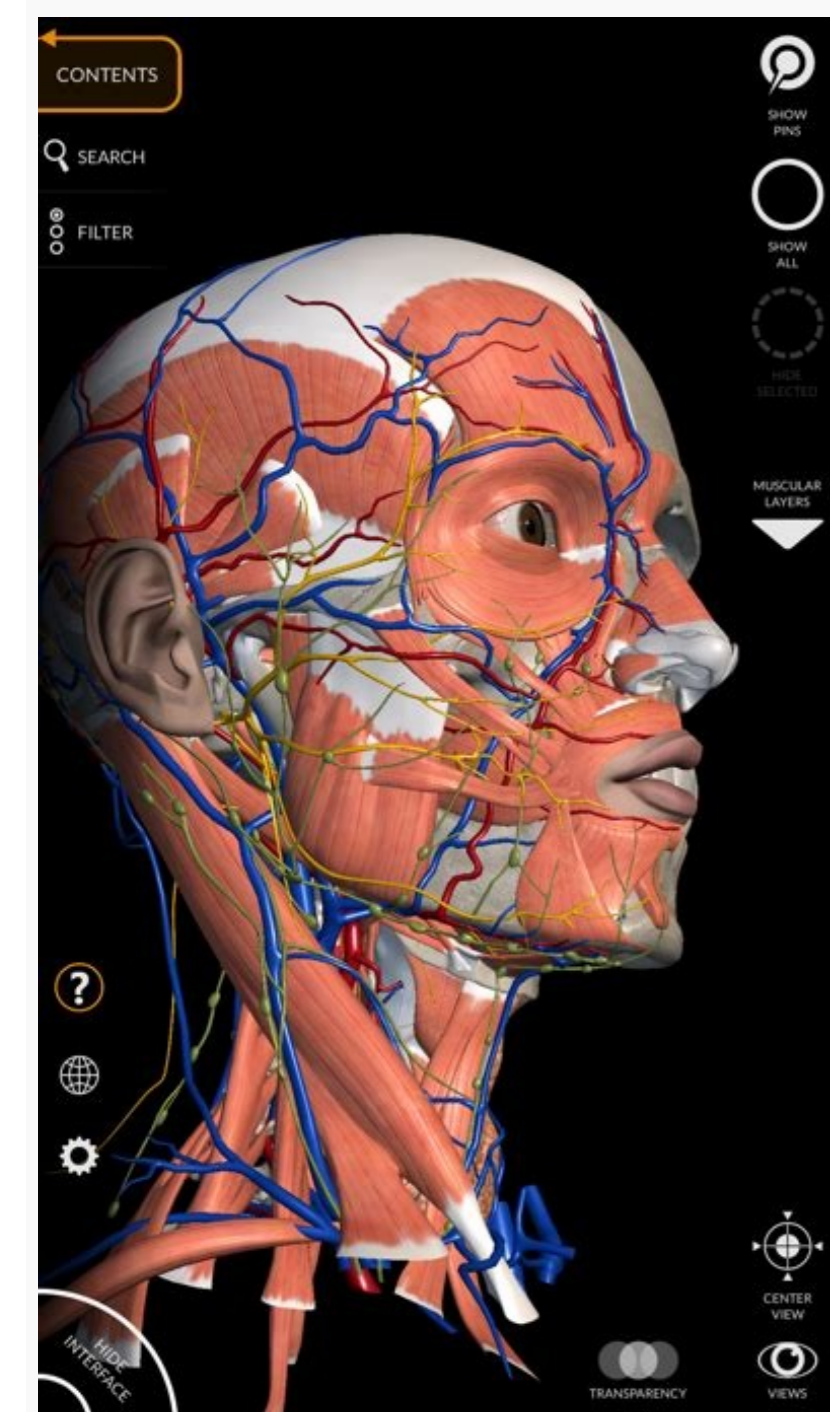 CONTENTS
SEARCH
FILTER
SHOW
PINS
SHOW
ALL
HIDE
SELECTED
MUSCULAR
LAYERS
?
CENTER
VIEW
HIDE
INTERFACE
TRANSPARENCY
VIEWS